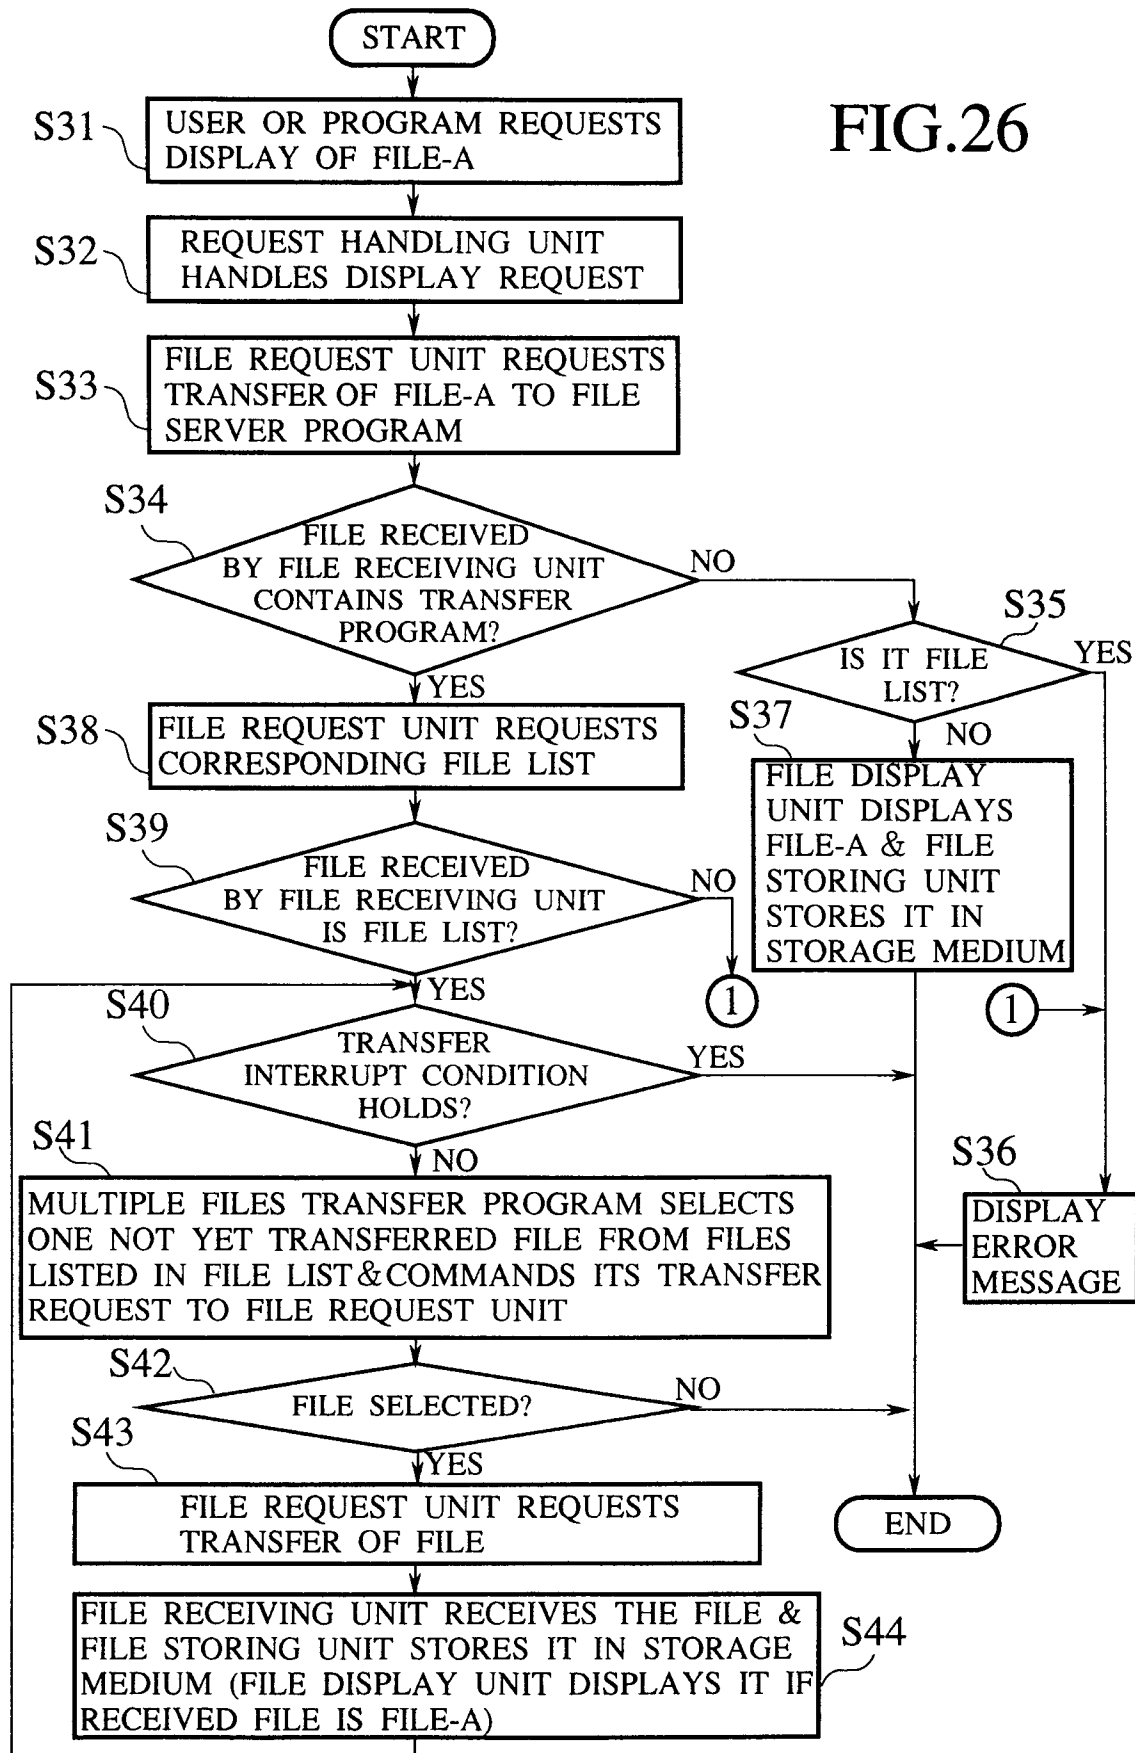 START
FIG.26
S31
USER OR PROGRAM REQUESTS
DISPLAY OF FILE-A
S32
REQUEST HANDLING UNIT
HANDLES DISPLAY REQUEST
S33
FILE REQUEST UNIT REQUESTS
TRANSFER OF FILE-A TO FILE
SERVER PROGRAM
S34
FILE RECEIVED
BY FILE RECEIVING UNIT
CONTAINS TRANSFER
PROGRAM?
NO
YES
S35
IS IT FILE
LIST?
YES
NO
S37
FILE DISPLAY
UNIT DISPLAYS
FILE-A & FILE
STORING UNIT
STORES IT IN
STORAGE MEDIUM
S38
FILE REQUEST UNIT REQUESTS
CORRESPONDING FILE LIST
S39
FILE RECEIVED
BY FILE RECEIVING UNIT
IS FILE LIST?
NO
YES
1
1
S40
TRANSFER
INTERRUPT CONDITION
HOLDS?
YES
NO
S36
DISPLAY
ERROR
MESSAGE
S41
MULTIPLE FILES TRANSFER PROGRAM SELECTS
ONE NOT YET TRANSFERRED FILE FROM FILES
LISTED IN FILE LIST&COMMANDS ITS TRANSFER
REQUEST TO FILE REQUEST UNIT
S42
FILE SELECTED?
NO
YES
S43
FILE REQUEST UNIT REQUESTS
TRANSFER OF FILE
END
S44
FILE RECEIVING UNIT RECEIVES THE FILE &
FILE STORING UNIT STORES IT IN STORAGE
MEDIUM (FILE DISPLAY UNIT DISPLAYS IT IF
RECEIVED FILE IS FILE-A)